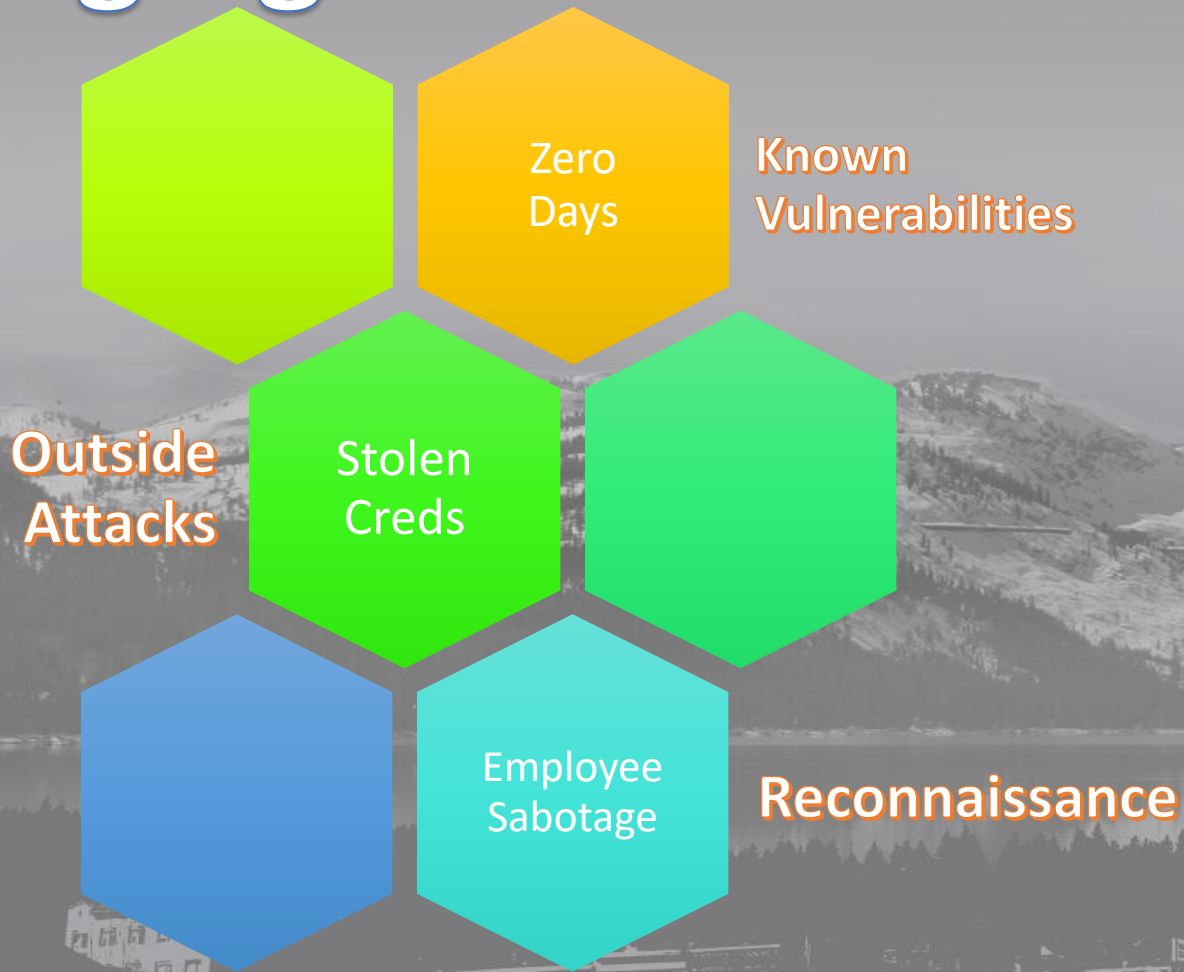 Zero
Days
Known
Vulnerabilities
Outside
Attacks
Stolen
Creds
Employee
Sabotage
Reconnaissance